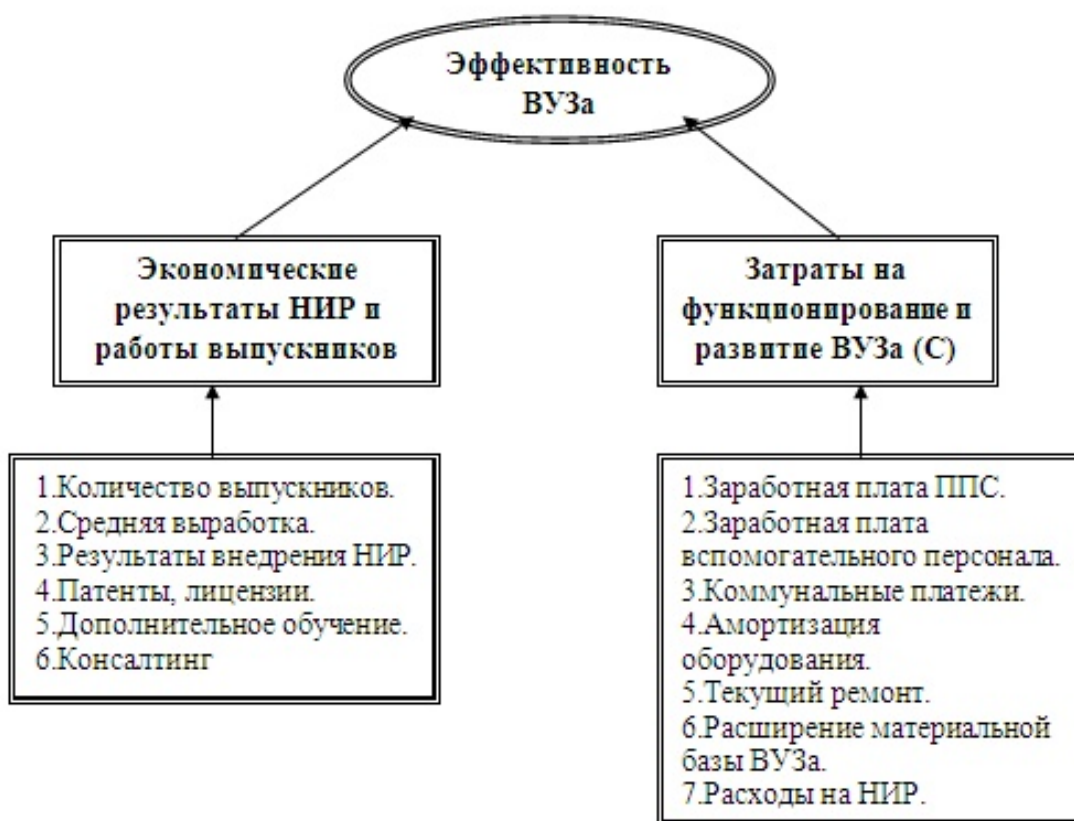 Эффективность
ВУЗа
Экономические
результаты НИР и
работы выпускников
Затраты на
функционирование и
развитие ВУЗа (С)
1.Количество выпускников.
2.Средняя выработка.
3.Результаты внедрения НИР.
4.Патенты, лицензии.
5.Дополнительное обучение.
6.Консалтинг
1.Заработная плата ППС.
2.Заработная плата
вспомогательного персонала.
3.Коммунальные платежи.
4.Амортизация
оборудования.
5.Текущий ремонт.
6.Расширение материальной
базы ВУЗа.
7.Расходы на НИР.